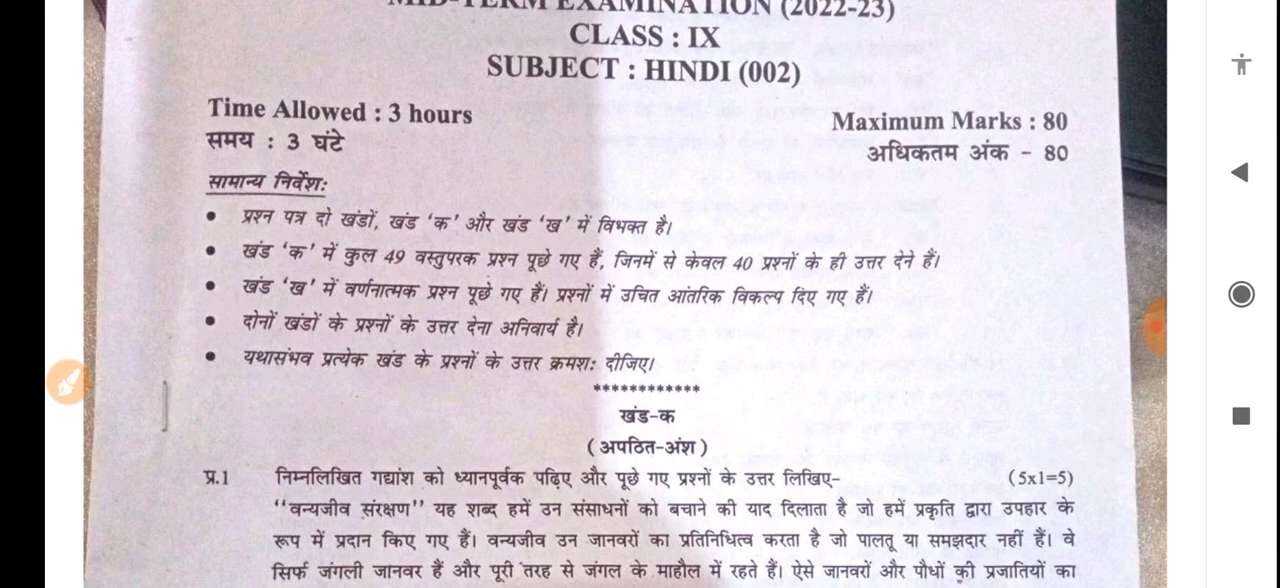 MID-TERM EXAMINATION (2022-23)
CLASS : IX
SUBJECT : HINDI (002)
Time Allowed : 3 hours
Maximum Marks : 80
समय : 3 घंटे
अधिकतम अंक - 80
सामान्य निर्देश:
• प्रश्न पत्र दो खंडों, खंड ‘क’ और खंड ‘ख’ में विभक्त है।
• खंड ‘क’ में कुल 49 वस्तुपरक प्रश्न पूछे गए हैं, जिनमें से केवल 40 प्रश्नों के ही उत्तर देने हैं।
• खंड ‘ख’ में वर्णनात्मक प्रश्न पूछे गए हैं। प्रश्नों में उचित आंतरिक विकल्प दिए गए हैं।
• दोनों खंडों के प्रश्नों के उत्तर देना अनिवार्य है।
• यथासंभव प्रत्येक खंड के प्रश्नों के उत्तर क्रमश: दीजिए।
************
खंड-क
(अपठित-अंश)
प्र.1 निम्नलिखित गद्यांश को ध्यानपूर्वक पढ़िए और पूछे गए प्रश्नों के उत्तर लिखिए- (5x1=5)
“वन्यजीव संरक्षण” यह शब्द हमें उन संसाधनों को बचाने की याद दिलाता है जो हमें प्रकृति द्वारा उपहार के
रूप में प्रदान किए गए हैं। वन्यजीव उन जानवरों का प्रतिनिधित्व करता है जो पालतू या समझदार नहीं हैं। वे
सिर्फ जंगली जानवर हैं और पूरी तरह से जंगल के माहौल में रहते हैं। ऐसे जानवरों और पौधों की प्रजातियों का